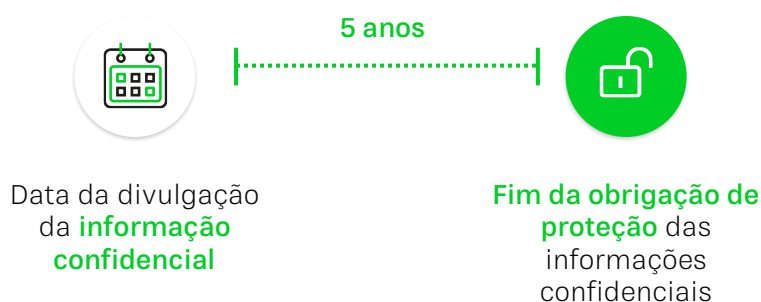 5 anos
Data da divulgação
da informação
confidencial
Fim da obrigação de
proteção das
informações
confidenciais